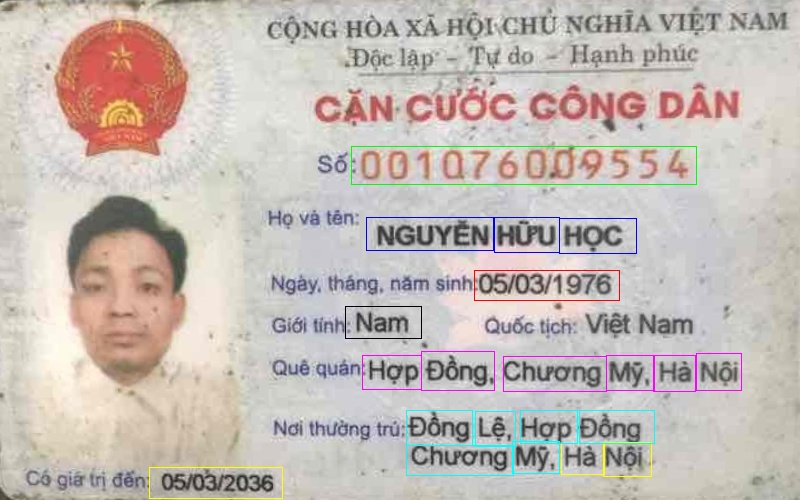 CỘNG HÒA XÃ HỘI CHỦ NGHĨA VIỆT NAM
Độc lập - Tự do - Hạnh phúc
CĂN CƯỚC CÔNG DÂN
Số: 001076009554
Họ và tên: NGUYỄN HỮU HỌC
Ngày, tháng, năm sinh: 05/03/1976
Giới tính: Nam Quốc tịch: Việt Nam
Quê quán: Hợp Đồng, Chương Mỹ, Hà Nội
Nơi thường trú: Đồng Lệ, Hợp Đồng
Chương Mỹ, Hà Nội
Có giá trị đến: 05/03/2036